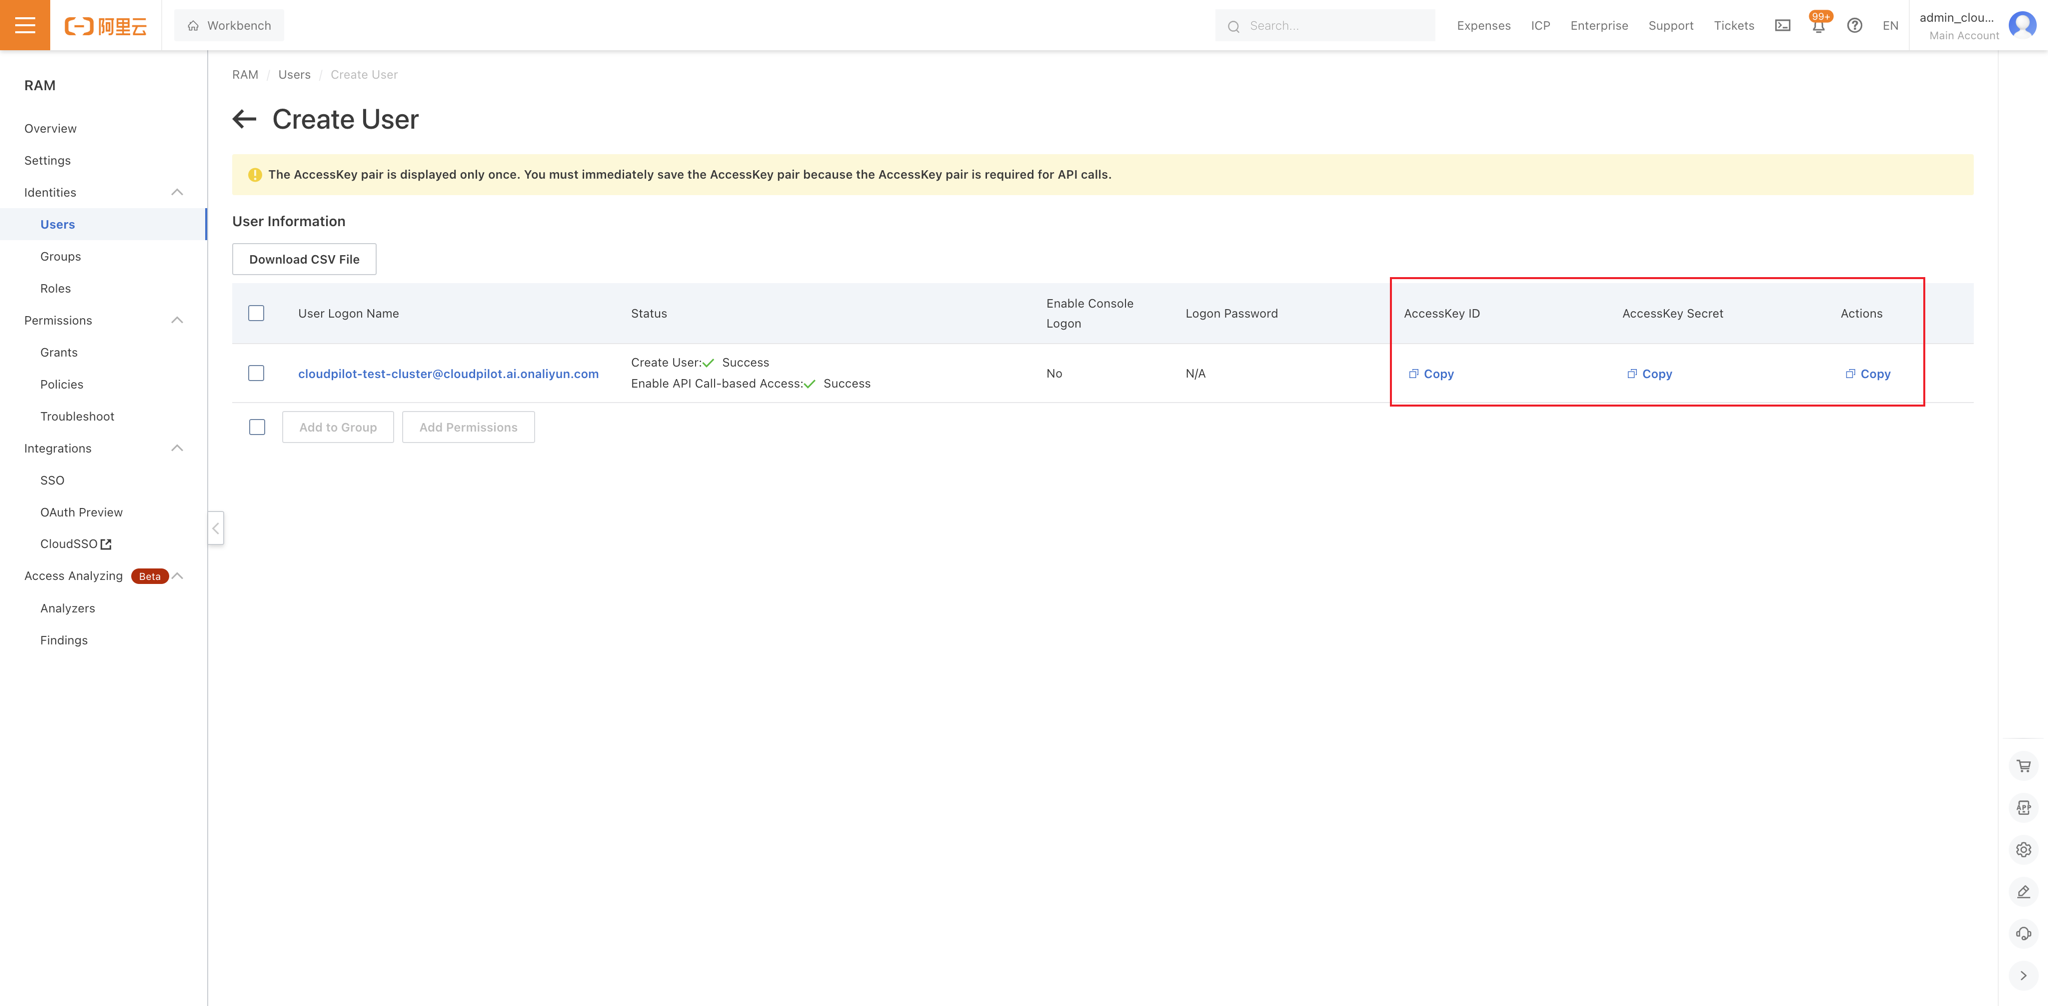 阿里云
Workbench
Search...
Expenses
ICP
Enterprise
Support
Tickets
99+
EN
admin_clou...
Main Account
RAM
Overview
Settings
Identities
Users
Groups
Roles
Permissions
Grants
Policies
Troubleshoot
Integrations
SSO
OAuth Preview
CloudSSO
Access Analyzing Beta
Analyzers
Findings
RAM / Users / Create User
Create User
The AccessKey pair is displayed only once. You must immediately save the AccessKey pair because the AccessKey pair is required for API calls.
User Information
Download CSV File
User Logon Name
Status
Enable Console
Logon
Logon Password
AccessKey ID
AccessKey Secret
Actions
cloudpilot-test-cluster@cloudpilot.ai.onaliyun.com
Create User: Success
Enable API Call-based Access: Success
No
N/A
Copy
Copy
Copy
Add to Group
Add Permissions
APP